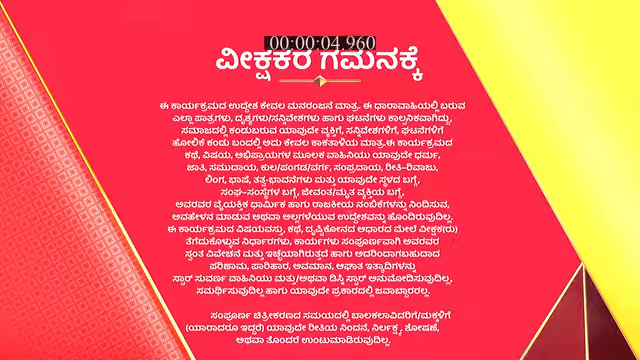 00:00:04.960
ವೀಕ್ಷಕರ ಗಮನಕ್ಕೆ
ಈ ಕಾರ್ಯಕ್ರಮದ ಉದ್ದೇಶ ಕೇವಲ ಮನರಂಜನೆ ಮಾತ್ರ. ಈ ಧಾರಾವಾಹಿಯಲ್ಲಿ ಬರುವ
ಎಲ್ಲಾ ಪಾತ್ರಗಳು, ದೃಶ್ಯಗಳು/ಸನ್ನಿವೇಶಗಳು ಹಾಗು ಘಟನೆಗಳು ಕಾಲ್ಪನಿಕವಾಗಿದ್ದು,
ಸಮಾಜದಲ್ಲಿ ಕಂಡುಬರುವ ಯಾವುದೇ ವ್ಯಕ್ತಿಗೆ, ಸನ್ನಿವೇಶಗಳಿಗೆ, ಘಟನೆಗಳಿಗೆ
ಹೋಲಿಕೆ ಕಂಡು ಬಂದಲ್ಲಿ ಅದು ಕೇವಲ ಕಾಕತಾಳಿಯ ಮಾತ್ರ.ಈ ಕಾರ್ಯಕ್ರಮದ
ಕಥೆ, ವಿಷಯ, ಅಭಿಪ್ರಾಯಗಳ ಮೂಲಕ ವಾಹಿನಿಯು ಯಾವುದೇ ಧರ್ಮ,
ಜಾತಿ, ಸಮುದಾಯ, ಕುಲ/ಪಂಗಡ/ವರ್ಗ, ಸಂಪ್ರದಾಯ, ರೀತಿ-ರಿವಾಜು,
ಲಿಂಗ, ಭಾಷೆ, ತತ್ವ-ಭಾವನೆಗಳು ಮತ್ತು ಯಾವುದೇ ಸ್ಥಳದ ಬಗ್ಗೆ,
ಸಂಘ-ಸಂಸ್ಥೆಗಳ ಬಗ್ಗೆ, ಜೀವಂತ/ಮೃತ ವ್ಯಕ್ತಿಯ ಬಗ್ಗೆ,
ಅವರವರ ವೈಯಕ್ತಿಕ ಧಾರ್ಮಿಕ ಹಾಗು ರಾಜಕೀಯ ನಂಬಿಕೆಗಳನ್ನು ನಿಂದಿಸುವ,
ಅವಹೇಳನ ಮಾಡುವ ಅಥವಾ ಅಲ್ಲಗಳೆಯುವ ಉದ್ದೇಶವನ್ನು ಹೊಂದಿರುವುದಿಲ್ಲ.
ಈ ಕಾರ್ಯಕ್ರಮದ ವಿಷಯವಸ್ತು, ಕಥೆ, ದೃಷ್ಟಿಕೋನದ ಆಧಾರದ ಮೇಲೆ ವೀಕ್ಷಕ(ರು)
ತೆಗೆದುಕೊಳ್ಳುವ ನಿರ್ಧಾರಗಳು, ಕಾರ್ಯಗಳು ಸಂಪೂರ್ಣವಾಗಿ ಅವರವರ
ಸ್ವಂತ ವಿವೇಚನೆ ಮತ್ತು ಇಚ್ಛೆಯಾಗಿರುತ್ತದೆ ಹಾಗು ಅದರಿಂದಾಗಬಹುದಾದ
ಪರಿಣಾಮ, ಪಾರಿಹಾರ, ಅವಮಾನ, ಆಘಾತ ಇತ್ಯಾದಿಗಳನ್ನು
ಸ್ಟಾರ್ ಸುವರ್ಣ ವಾಹಿನಿಯು ಮತ್ತು/ಅಥವಾ ಡಿಸ್ನಿ ಸ್ಟಾರ್ ಅನುಮೋದಿಸುವುದಿಲ್ಲ,
ಸಮರ್ಥಿಸುವುದಿಲ್ಲ ಹಾಗು ಯಾವುದೇ ಪ್ರಕಾರದಲ್ಲಿ ಜವಾಬ್ದಾರರಲ್ಲ.
ಸಂಪೂರ್ಣ ಚಿತ್ರೀಕರಣದ ಸಮಯದಲ್ಲಿ ಬಾಲಕಲಾವಿದರಿಗೆ/ಮಕ್ಕಳಿಗೆ
(ಯಾರಾದರೂ ಇದ್ದರೆ) ಯಾವುದೇ ರೀತಿಯ ನಿಂದನೆ, ನಿರ್ಲಕ್ಷ್ಯ, ಶೋಷಣೆ,
ಅಥವಾ ತೊಂದರೆ ಉಂಟುಮಾಡಿರುವುದಿಲ್ಲ.